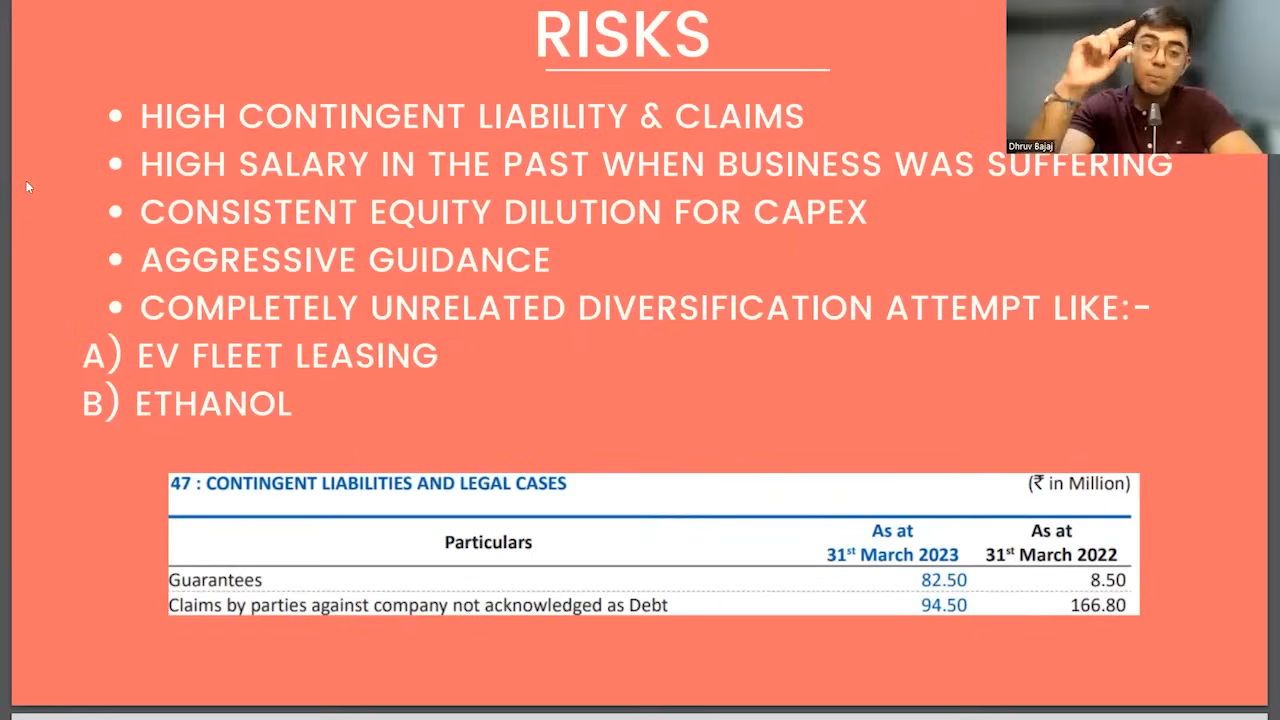 RISKS
Dhruv Bajaj
• HIGH CONTINGENT LIABILITY & CLAIMS
• HIGH SALARY IN THE PAST WHEN BUSINESS WAS SUFFERING
• CONSISTENT EQUITY DILUTION FOR CAPEX
• AGGRESSIVE GUIDANCE
• COMPLETELY UNRELATED DIVERSIFICATION ATTEMPT LIKE:-
A) EV FLEET LEASING
B) ETHANOL
47 : CONTINGENT LIABILITIES AND LEGAL CASES (₹ in Million)
Particulars As at 31st March 2023 As at 31st March 2022
Guarantees 82.50 8.50
Claims by parties against company not acknowledged as Debt 94.50 166.80